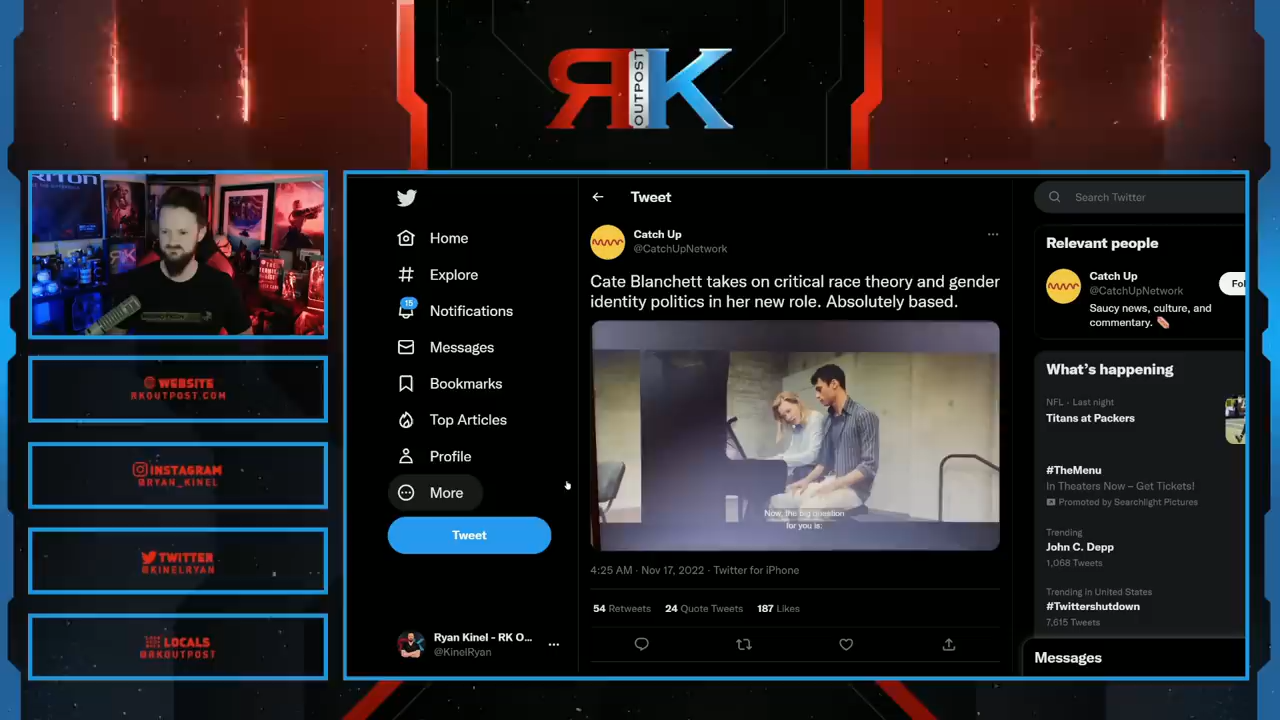 RK
OUTPOST
WEBSITE
RKOUTPOST.COM
INSTAGRAM
@RYAN_KINEL
TWITTER
@KINELRYAN
LOCALS
@RKOUTPOST
Home
Explore
15
Notifications
Messages
Bookmarks
Top Articles
Profile
More
Tweet
Ryan Kinel - RK O...
@KinelRyan
Tweet
Catch Up
@CatchUpNetwork
Cate Blanchett takes on critical race theory and gender
identity politics in her new role. Absolutely based.
Now, the big question
for you is:
4:25 AM · Nov 17, 2022 · Twitter for iPhone
54 Retweets 24 Quote Tweets 187 Likes
Search Twitter
Relevant people
Catch Up
@CatchUpNetwork
Fol
Saucy news, culture, and
commentary.
What's happening
NFL · Last night
Titans at Packers
#TheMenu
In Theaters Now – Get Tickets!
Promoted by Searchlight Pictures
Trending
John C. Depp
1,068 Tweets
Trending in United States
#Twittershutdown
7,615 Tweets
Messages